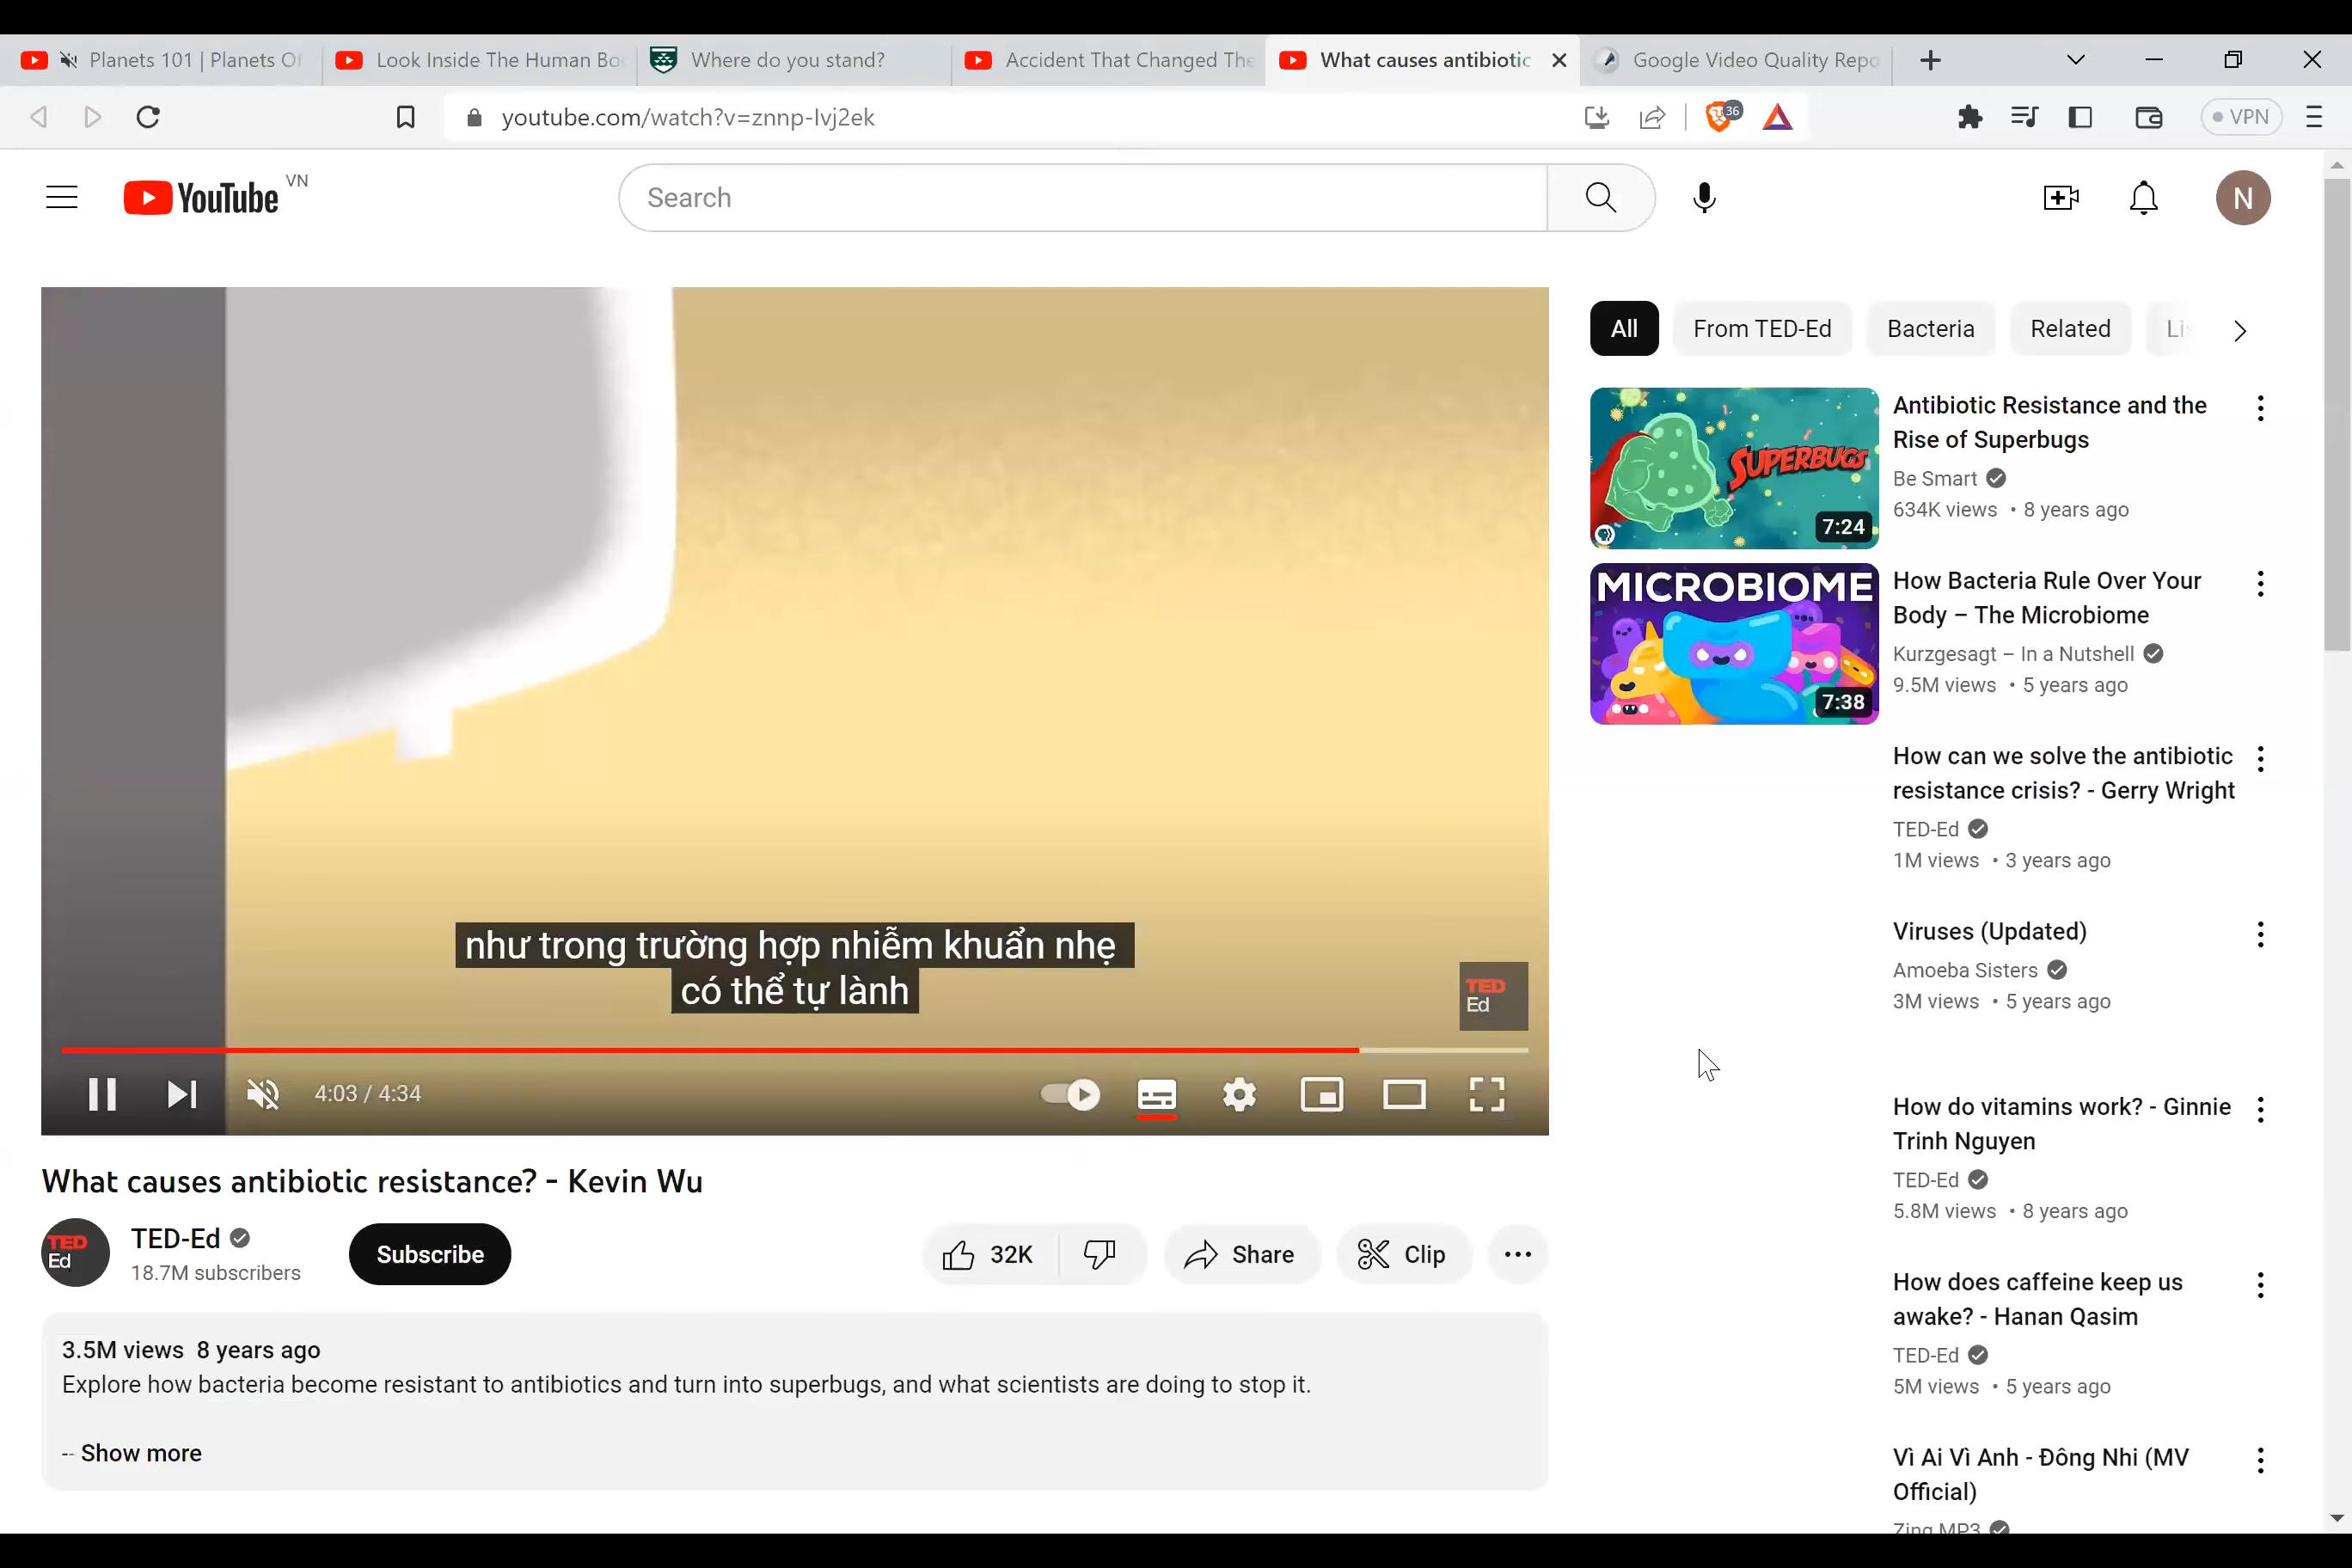 Planets 101 | Planets Of
Look Inside The Human Bo
Where do you stand?
Accident That Changed The
What causes antibiotic
Google Video Quality Repo
youtube.com/watch?v=znnp-Ivj2ek
36
VPN
YouTube
VN
Search
N
như trong trường hợp nhiễm khuẩn nhẹ
có thể tự lành
TED
Ed
4:03 / 4:34
What causes antibiotic resistance? - Kevin Wu
TED
Ed
TED-Ed
18.7M subscribers
Subscribe
32K
Share
Clip
3.5M views 8 years ago
Explore how bacteria become resistant to antibiotics and turn into superbugs, and what scientists are doing to stop it.
-- Show more
All
From TED-Ed
Bacteria
Related
Li
SUPERBUGS
7:24
Antibiotic Resistance and the
Rise of Superbugs
Be Smart
634K views • 8 years ago
MICROBIOME
7:38
How Bacteria Rule Over Your
Body – The Microbiome
Kurzgesagt – In a Nutshell
9.5M views • 5 years ago
How can we solve the antibiotic
resistance crisis? - Gerry Wright
TED-Ed
1M views • 3 years ago
Viruses (Updated)
Amoeba Sisters
3M views • 5 years ago
How do vitamins work? - Ginnie
Trinh Nguyen
TED-Ed
5.8M views • 8 years ago
How does caffeine keep us
awake? - Hanan Qasim
TED-Ed
5M views • 5 years ago
Vì Ai Vì Anh - Đông Nhi (MV
Official)
Zing MP3